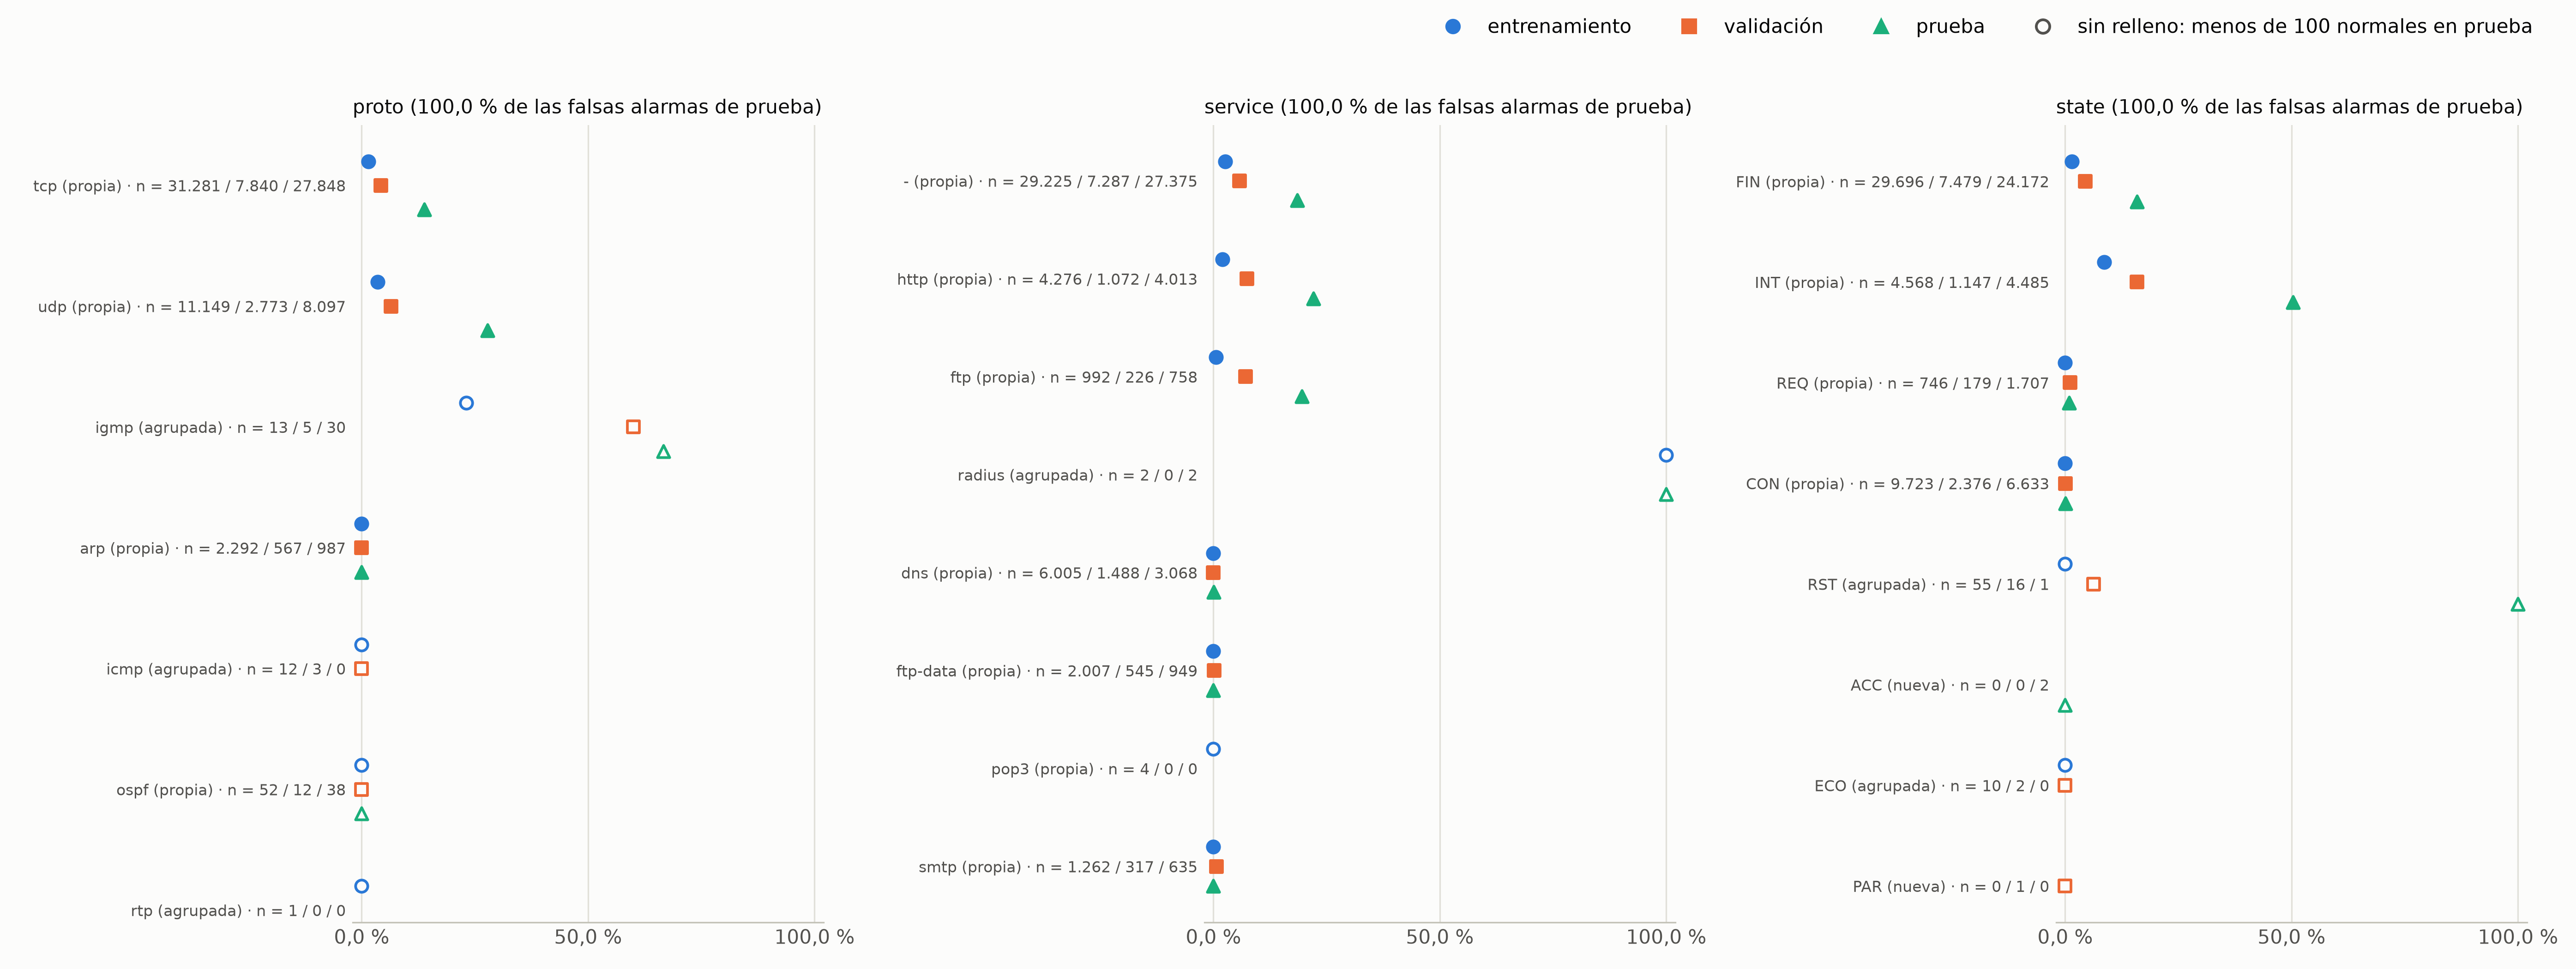 entrenamiento
validación
prueba
sin relleno: menos de 100 normales en prueba
proto (100,0 % de las falsas alarmas de prueba)
tcp (propia) · n = 31.281 / 7.840 / 27.848
udp (propia) · n = 11.149 / 2.773 / 8.097
igmp (agrupada) · n = 13 / 5 / 30
arp (propia) · n = 2.292 / 567 / 987
icmp (agrupada) · n = 12 / 3 / 0
ospf (propia) · n = 52 / 12 / 38
rtp (agrupada) · n = 1 / 0 / 0
0,0 %
50,0 %
100,0 %
service (100,0 % de las falsas alarmas de prueba)
- (propia) · n = 29.225 / 7.287 / 27.375
http (propia) · n = 4.276 / 1.072 / 4.013
ftp (propia) · n = 992 / 226 / 758
radius (agrupada) · n = 2 / 0 / 2
dns (propia) · n = 6.005 / 1.488 / 3.068
ftp-data (propia) · n = 2.007 / 545 / 949
pop3 (propia) · n = 4 / 0 / 0
smtp (propia) · n = 1.262 / 317 / 635
0,0 %
50,0 %
100,0 %
state (100,0 % de las falsas alarmas de prueba)
FIN (propia) · n = 29.696 / 7.479 / 24.172
INT (propia) · n = 4.568 / 1.147 / 4.485
REQ (propia) · n = 746 / 179 / 1.707
CON (propia) · n = 9.723 / 2.376 / 6.633
RST (agrupada) · n = 55 / 16 / 1
ACC (nueva) · n = 0 / 0 / 2
ECO (agrupada) · n = 10 / 2 / 0
PAR (nueva) · n = 0 / 1 / 0
0,0 %
50,0 %
100,0 %